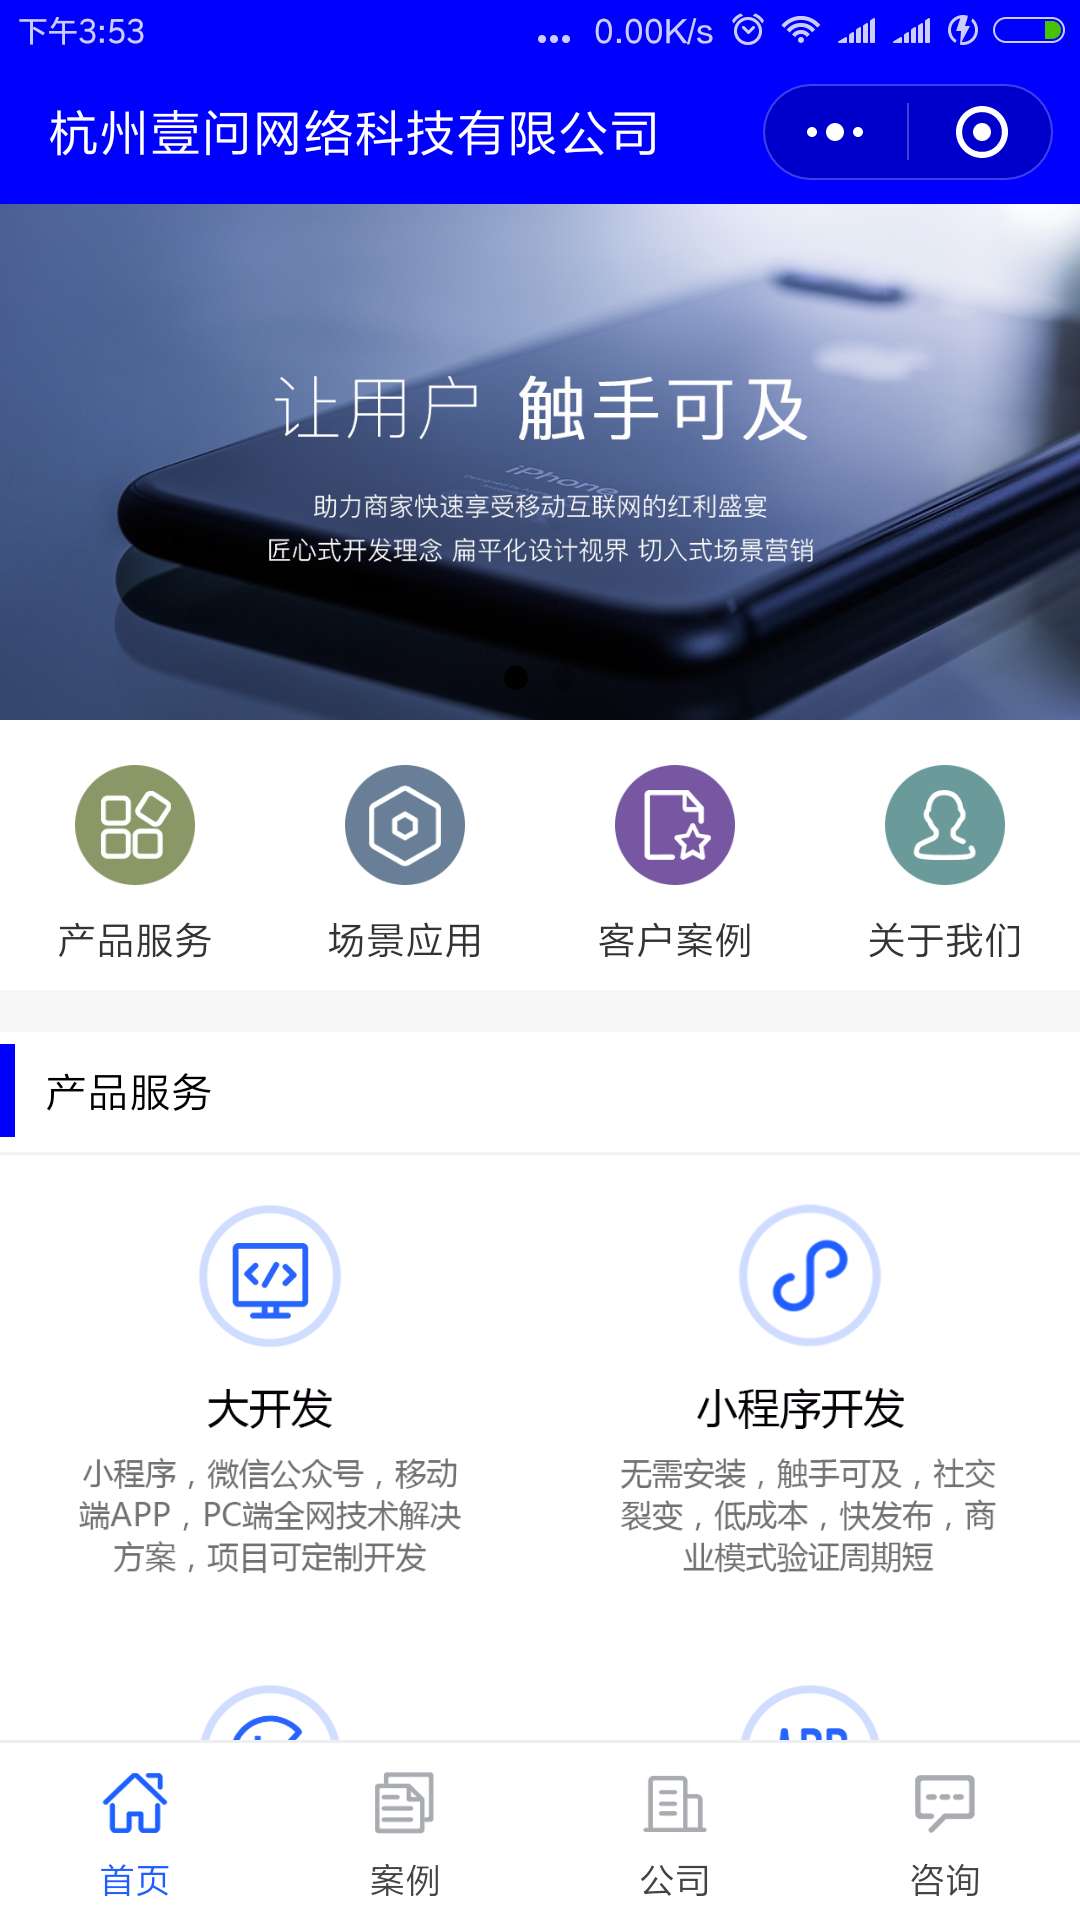 下午3:53
... 0.00K/s
杭州壹问网络科技有限公司
让用户 触手可及
iPhone
助力商家快速享受移动互联网的红利盛宴
匠心式开发理念 扁平化设计视界 切入式场景营销
产品服务 场景应用 客户案例 关于我们
产品服务
大开发
小程序，微信公众号，移动
端APP，PC端全网技术解决
方案，项目可定制开发
小程序开发
无需安装，触手可及，社交
裂变，低成本，快发布，商
业模式验证周期短
首页 案例 公司 咨询